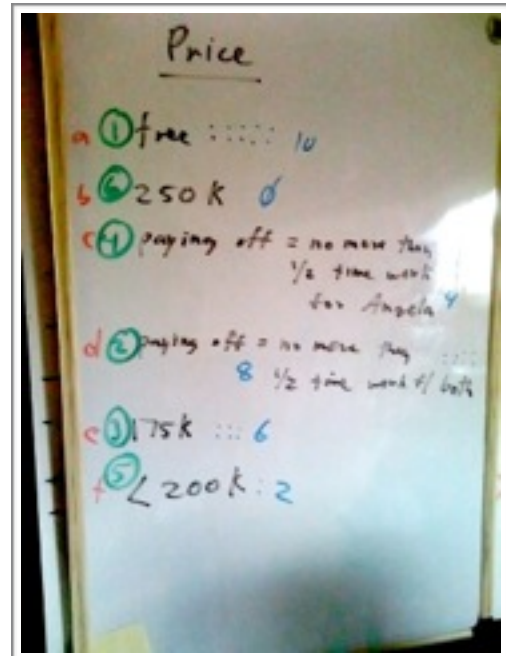 Price
a ① free ::::: 10
b ⑥ 250K 0
c ④ paying off = no more than
1/2 time work
for Angela 4
d ② paying off = no more than ::::
8 1/2 time work f/ both
e ③ 175K ::: 6
f ⑤ < 200K : 2